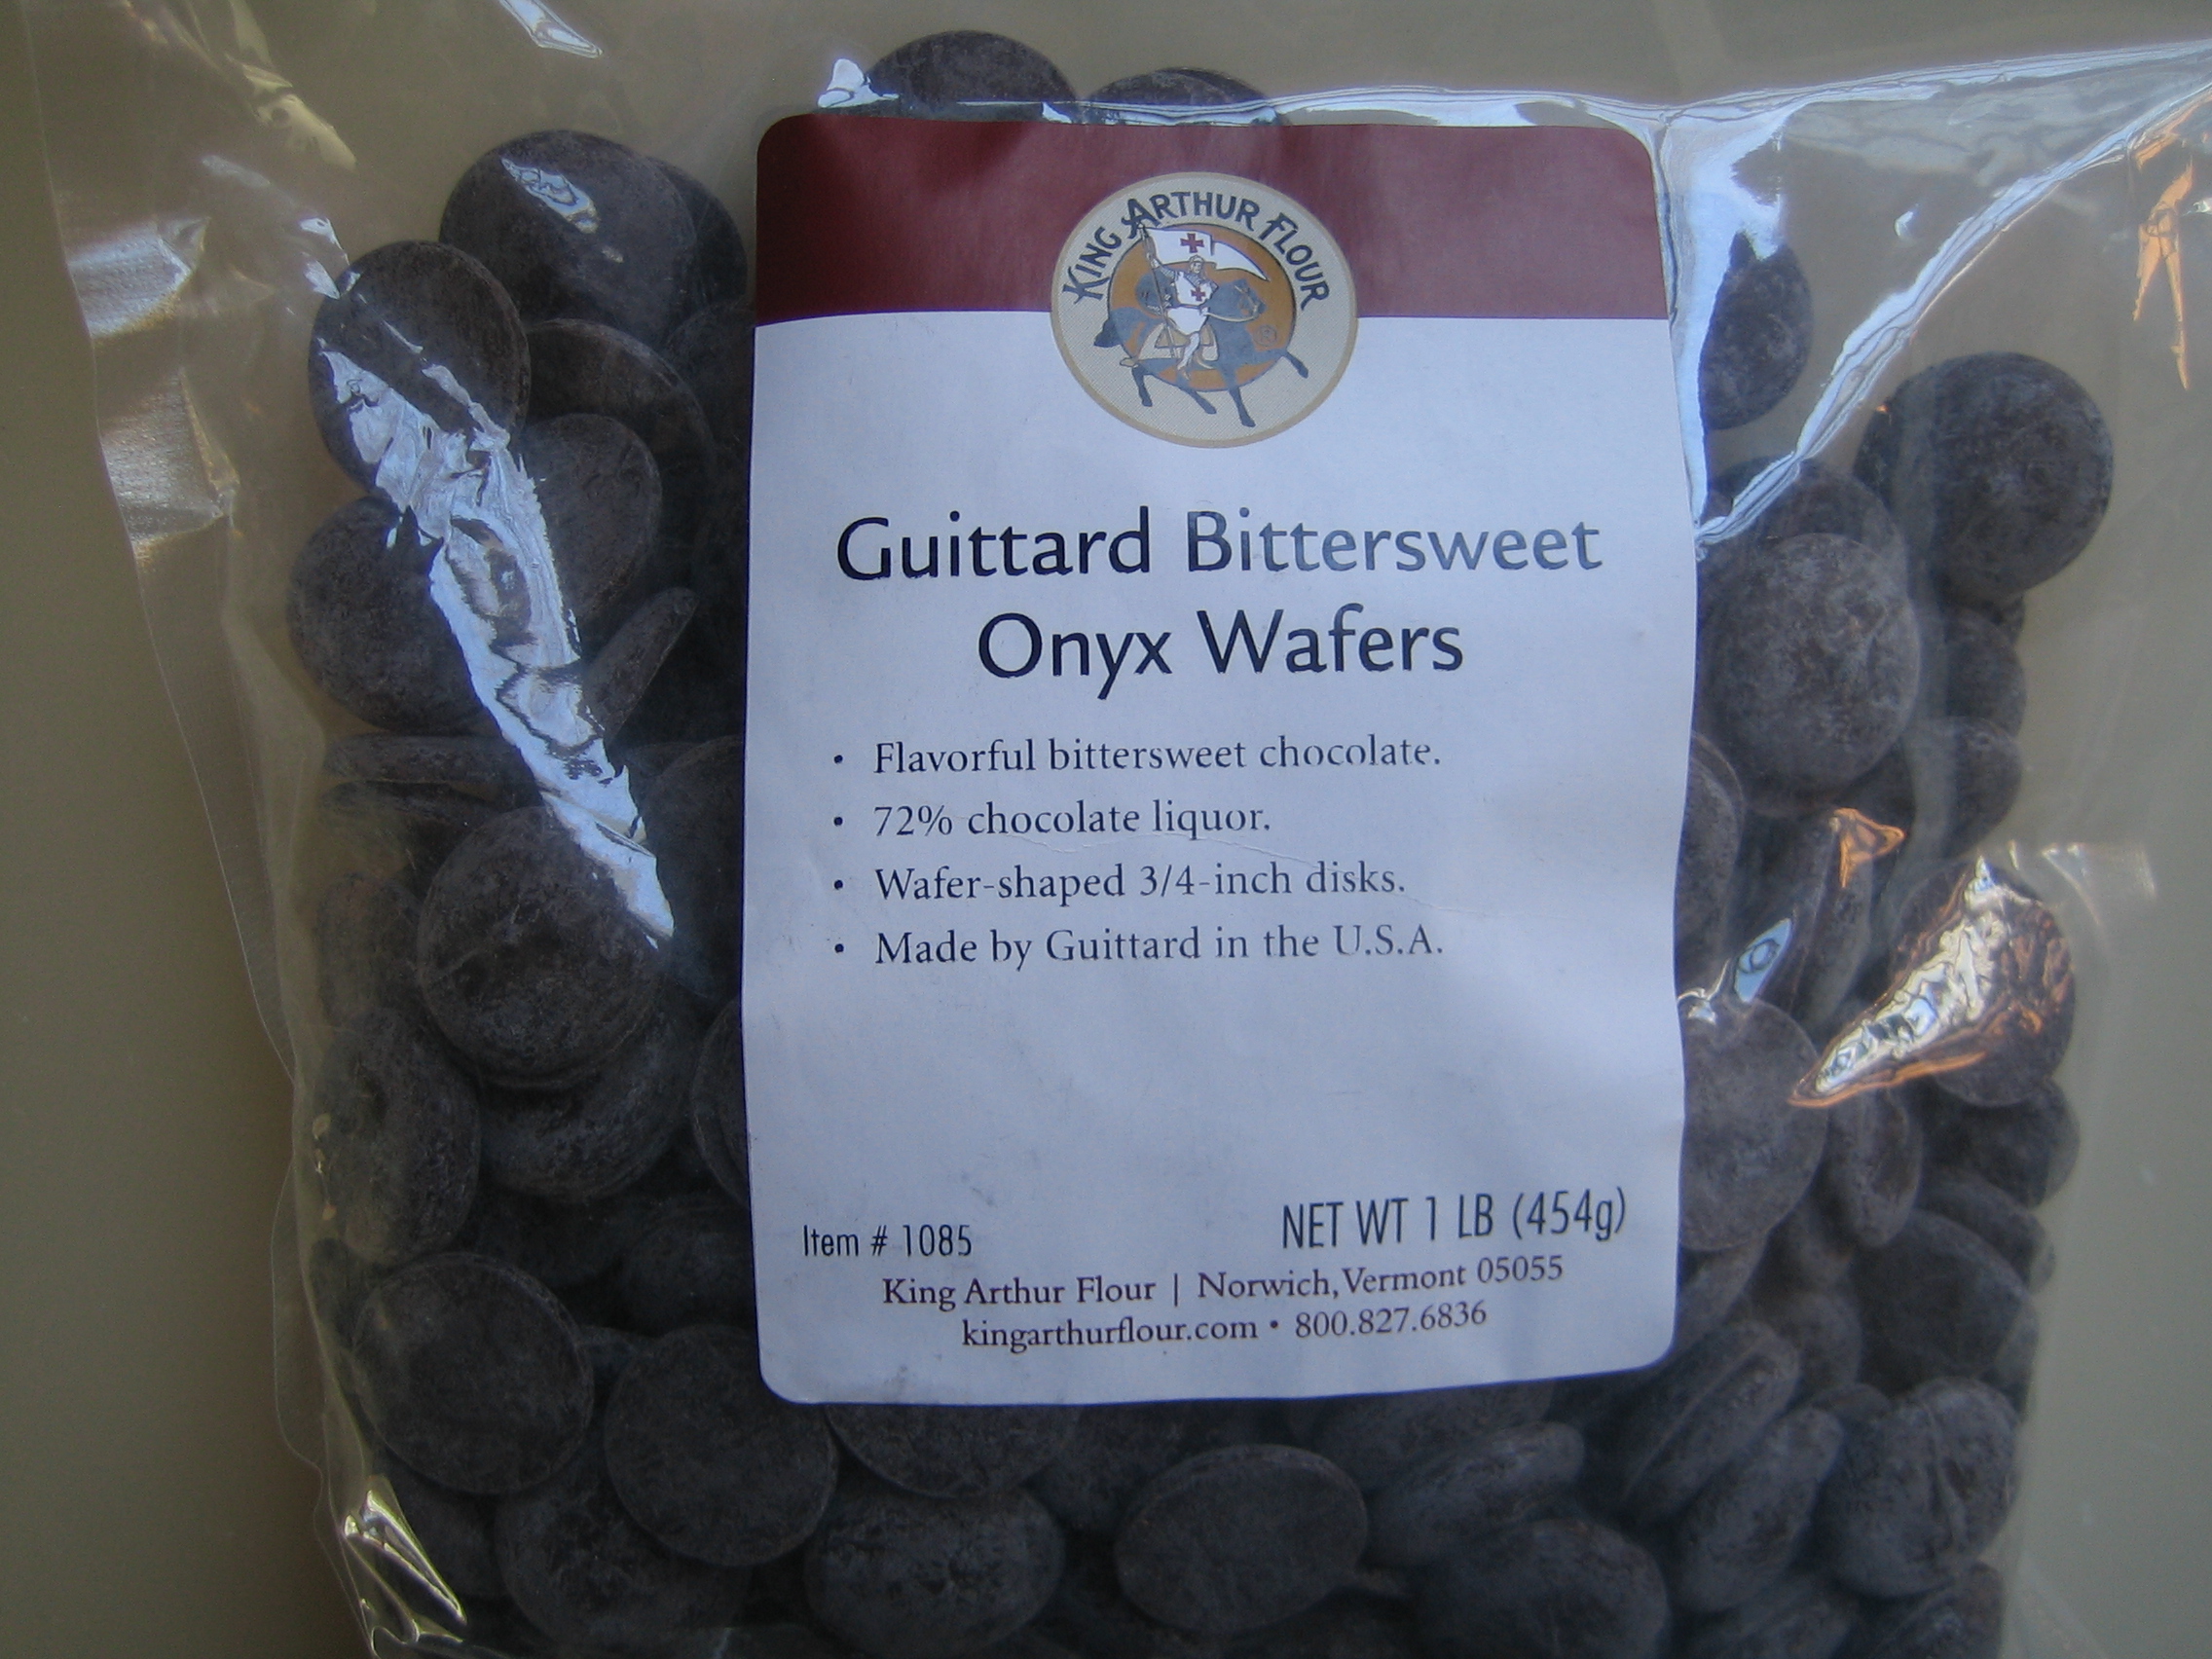 KING ARTHUR FLOUR
Guittard Bittersweet
Onyx Wafers
• Flavorful bittersweet chocolate.
• 72% chocolate liquor.
• Wafer-shaped 3/4-inch disks.
• Made by Guittard in the U.S.A.
Item # 1085
NET WT 1 LB (454g)
King Arthur Flour | Norwich, Vermont 05055
kingarthurflour.com • 800.827.6836